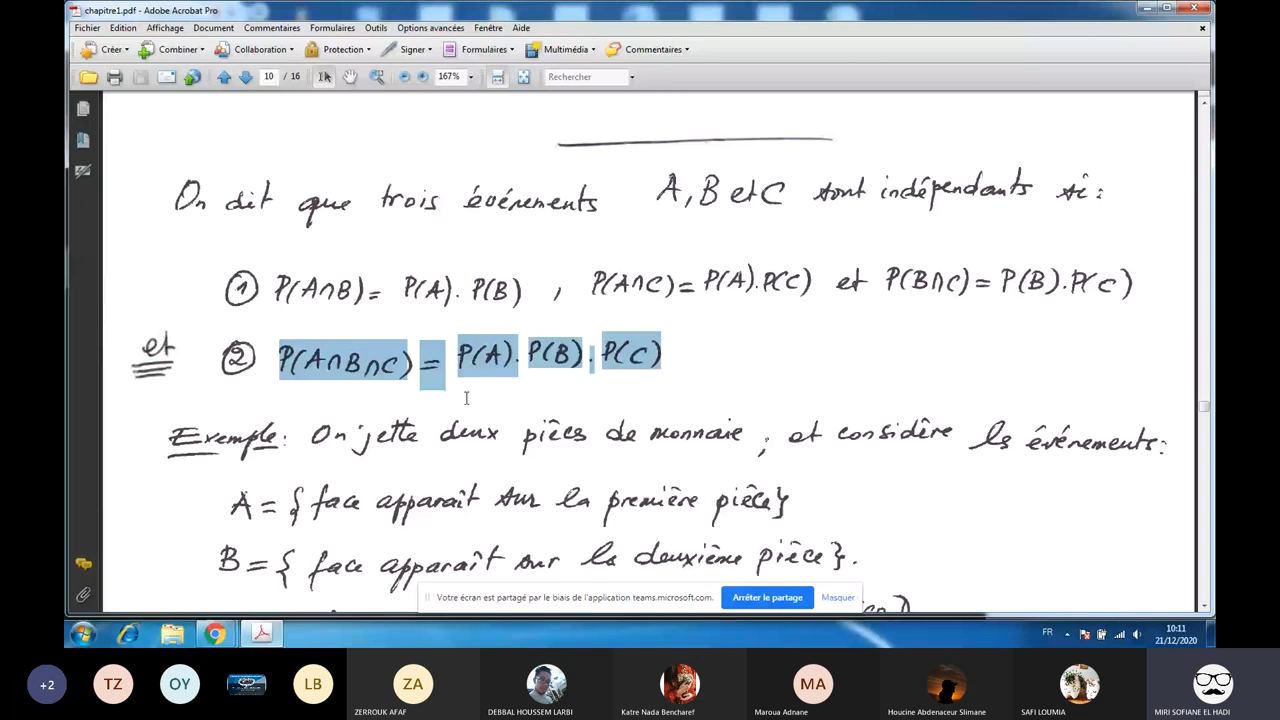 chapitre1.pdf - Adobe Acrobat Pro
Fichier Edition Affichage Document Commentaires Formulaires Outils Options avancées Fenêtre Aide
Créer Combiner Collaboration Protection Signer Formulaires Multimédia Commentaires
10 / 16 167% Rechercher
On dit que trois événements A, B et C sont indépendants si:
① P(A∩B) = P(A). P(B) , P(A∩C) = P(A).P(C) et P(B∩C) = P(B).P(C)
et ② P(A∩B∩C) = P(A). P(B). P(C)
Exemple: On jette deux pièces de monnaie, et considère les événements:
A = {face apparaît sur la première pièce}
B = {face apparaît sur la deuxième pièce}.
Votre écran est partagé par le biais de l'application teams.microsoft.com. Arrêter le partage Masquer
FR 10:11
21/12/2020
+2 TZ OY LB ZA MA
ZERROUK AFAF DEBBAL HOUSSEM LARBI Katre Nada Bencharef Maroua Adnane Houcine Abdenaceur Slimane SAFI LOUMIA MIRI SOFIANE EL HADI